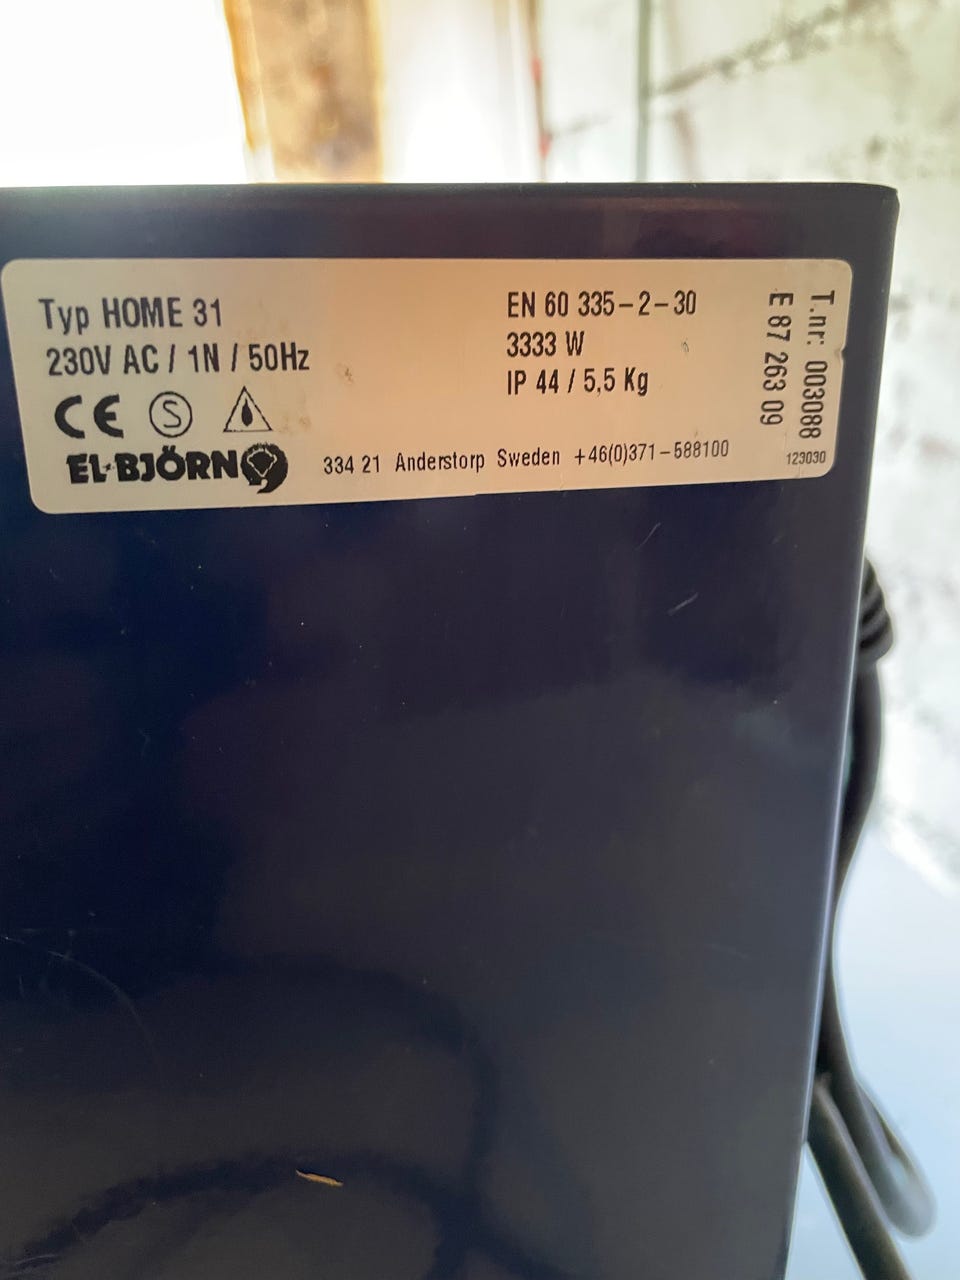 Typ HOME 31
230V AC / 1N / 50Hz
CE S
EL·BJÖRN
EN 60 335-2-30
3333 W
IP 44 / 5,5 Kg
334 21 Anderstorp Sweden +46(0)371-588100
T.nr: 003088
E 87 263 09
123030